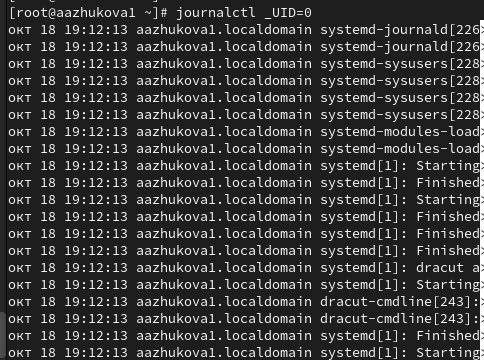 [root@aazhukova1 ~]# journalctl _UID=0
окт 18 19:12:13 aazhukova1.localdomain systemd-journald[226>
окт 18 19:12:13 aazhukova1.localdomain systemd-journald[226>
окт 18 19:12:13 aazhukova1.localdomain systemd-sysusers[228>
окт 18 19:12:13 aazhukova1.localdomain systemd-sysusers[228>
окт 18 19:12:13 aazhukova1.localdomain systemd-sysusers[228>
окт 18 19:12:13 aazhukova1.localdomain systemd-sysusers[228>
окт 18 19:12:13 aazhukova1.localdomain systemd-modules-load>
окт 18 19:12:13 aazhukova1.localdomain systemd-modules-load>
окт 18 19:12:13 aazhukova1.localdomain systemd[1]: Starting>
окт 18 19:12:13 aazhukova1.localdomain systemd[1]: Finished>
окт 18 19:12:13 aazhukova1.localdomain systemd[1]: Starting>
окт 18 19:12:13 aazhukova1.localdomain systemd[1]: Finished>
окт 18 19:12:13 aazhukova1.localdomain systemd[1]: Finished>
окт 18 19:12:13 aazhukova1.localdomain systemd[1]: Finished>
окт 18 19:12:13 aazhukova1.localdomain systemd[1]: dracut a>
окт 18 19:12:13 aazhukova1.localdomain systemd[1]: Starting>
окт 18 19:12:13 aazhukova1.localdomain dracut-cmdline[243]:>
окт 18 19:12:13 aazhukova1.localdomain dracut-cmdline[243]:>
окт 18 19:12:13 aazhukova1.localdomain systemd[1]: Finished>
окт 18 19:12:13 aazhukova1.localdomain systemd[1]: Starting>